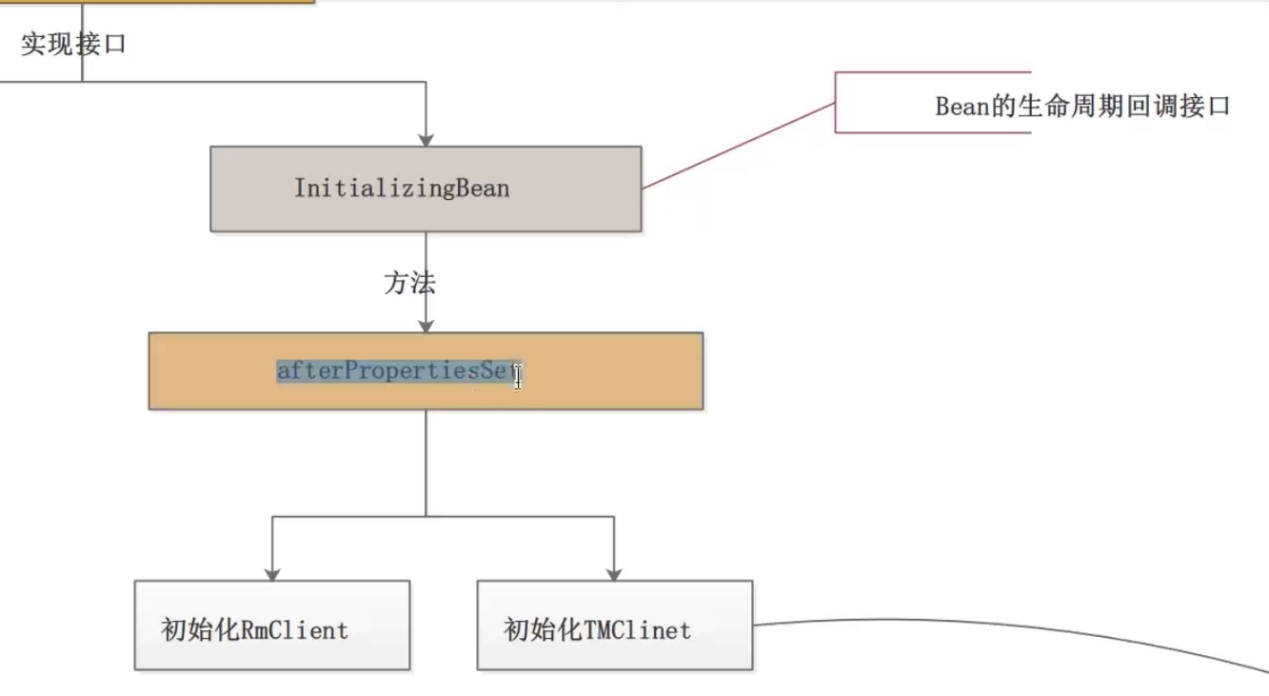 实现接口
Bean的生命周期回调接口
InitializingBean
方法
afterPropertiesSet
初始化RmClient
初始化TMClinet